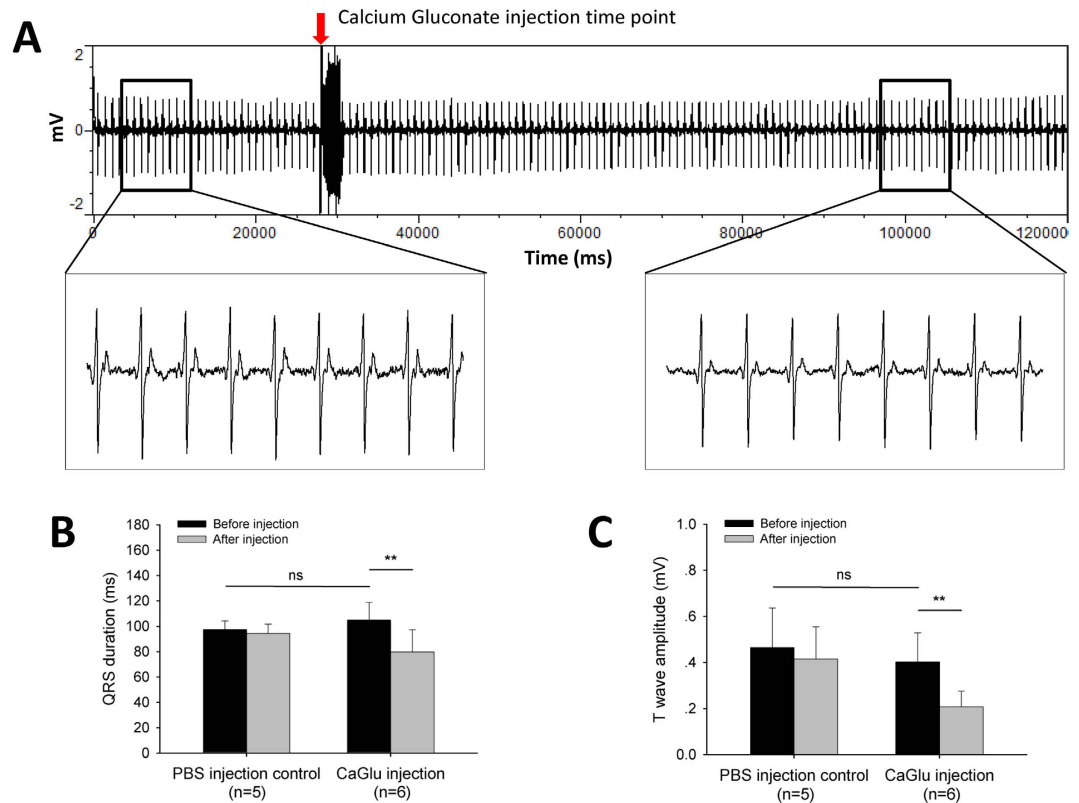 A
Calcium Gluconate injection time point
mV
2
0
-2
0 20000 40000 60000 80000 100000 120000
Time (ms)
B
Before injection
After injection
QRS duration (ms)
180
160
140
120
100
80
60
40
20
0
ns
**
PBS injection control CaGlu injection
(n=5) (n=6)
C
Before injection
After injection
T wave amplitude (mV)
1.0
.8
.6
.4
.2
0.0
ns
**
PBS injection control CaGlu injection
(n=5) (n=6)